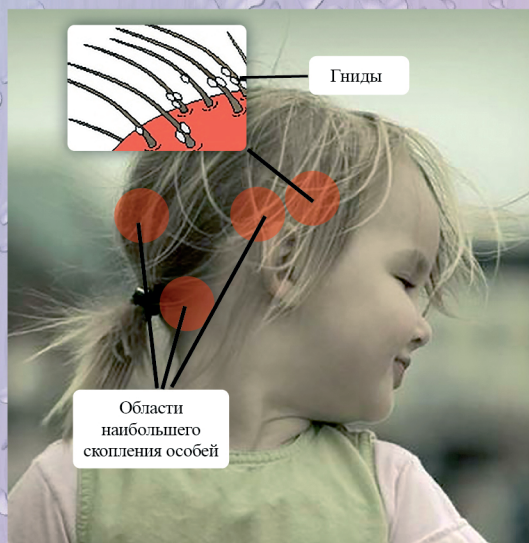 Гниды
Области
наибольшего
скопления особей